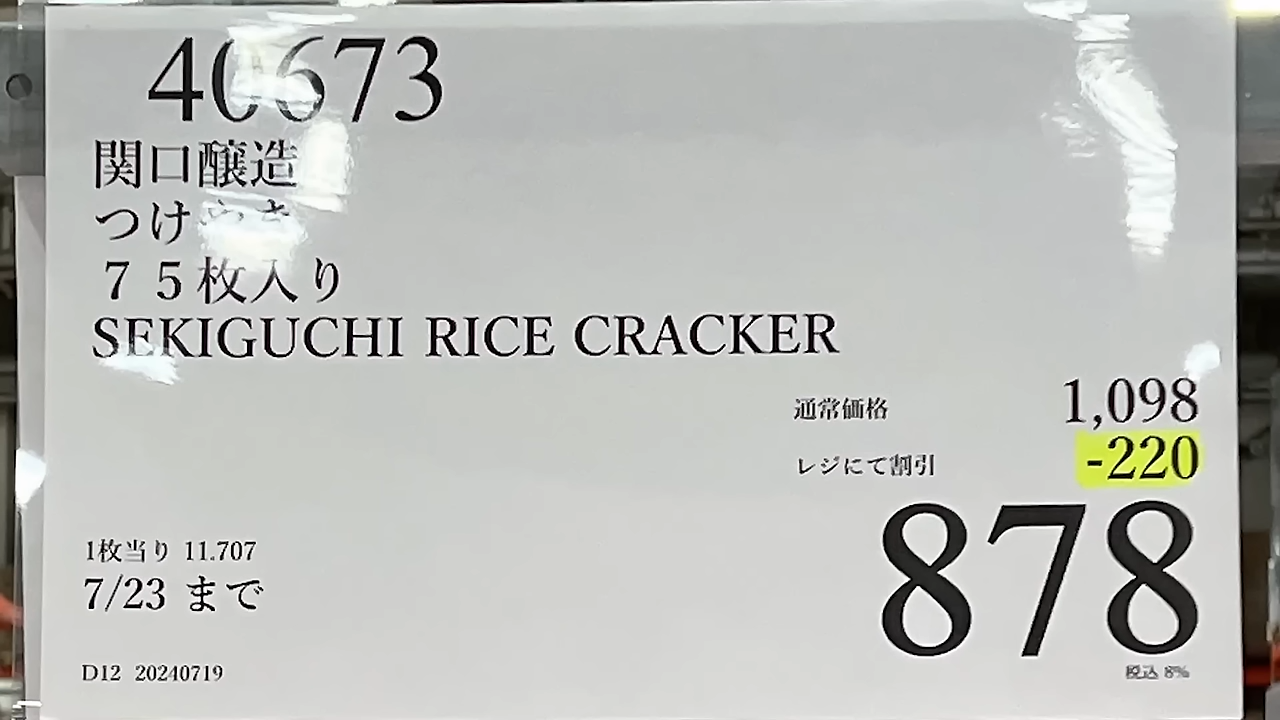 40673
関口醸造
つけやき
７５枚入り
SEKIGUCHI RICE CRACKER
通常価格 1,098
レジにて割引 -220
878
税込 8%
1枚当り 11.707
7/23 まで
D12 20240719